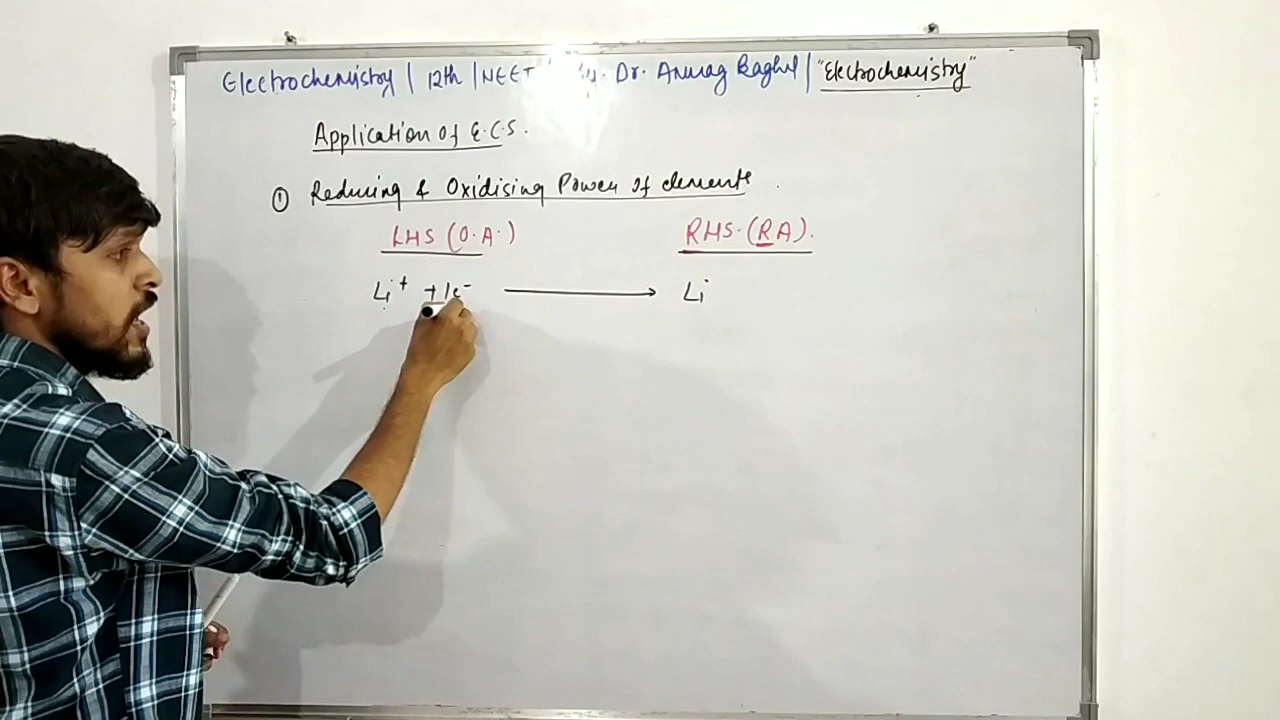 Electrochemistry | 12th | NEET Dr. Anurag Raghul | "Electrochemistry"
Application Of E.C.S.
① Reducing & Oxidising Power of elements.
LHS (O.A.) RHS. (RA).
Li⁺ + 1e⁻ ⟶ Li